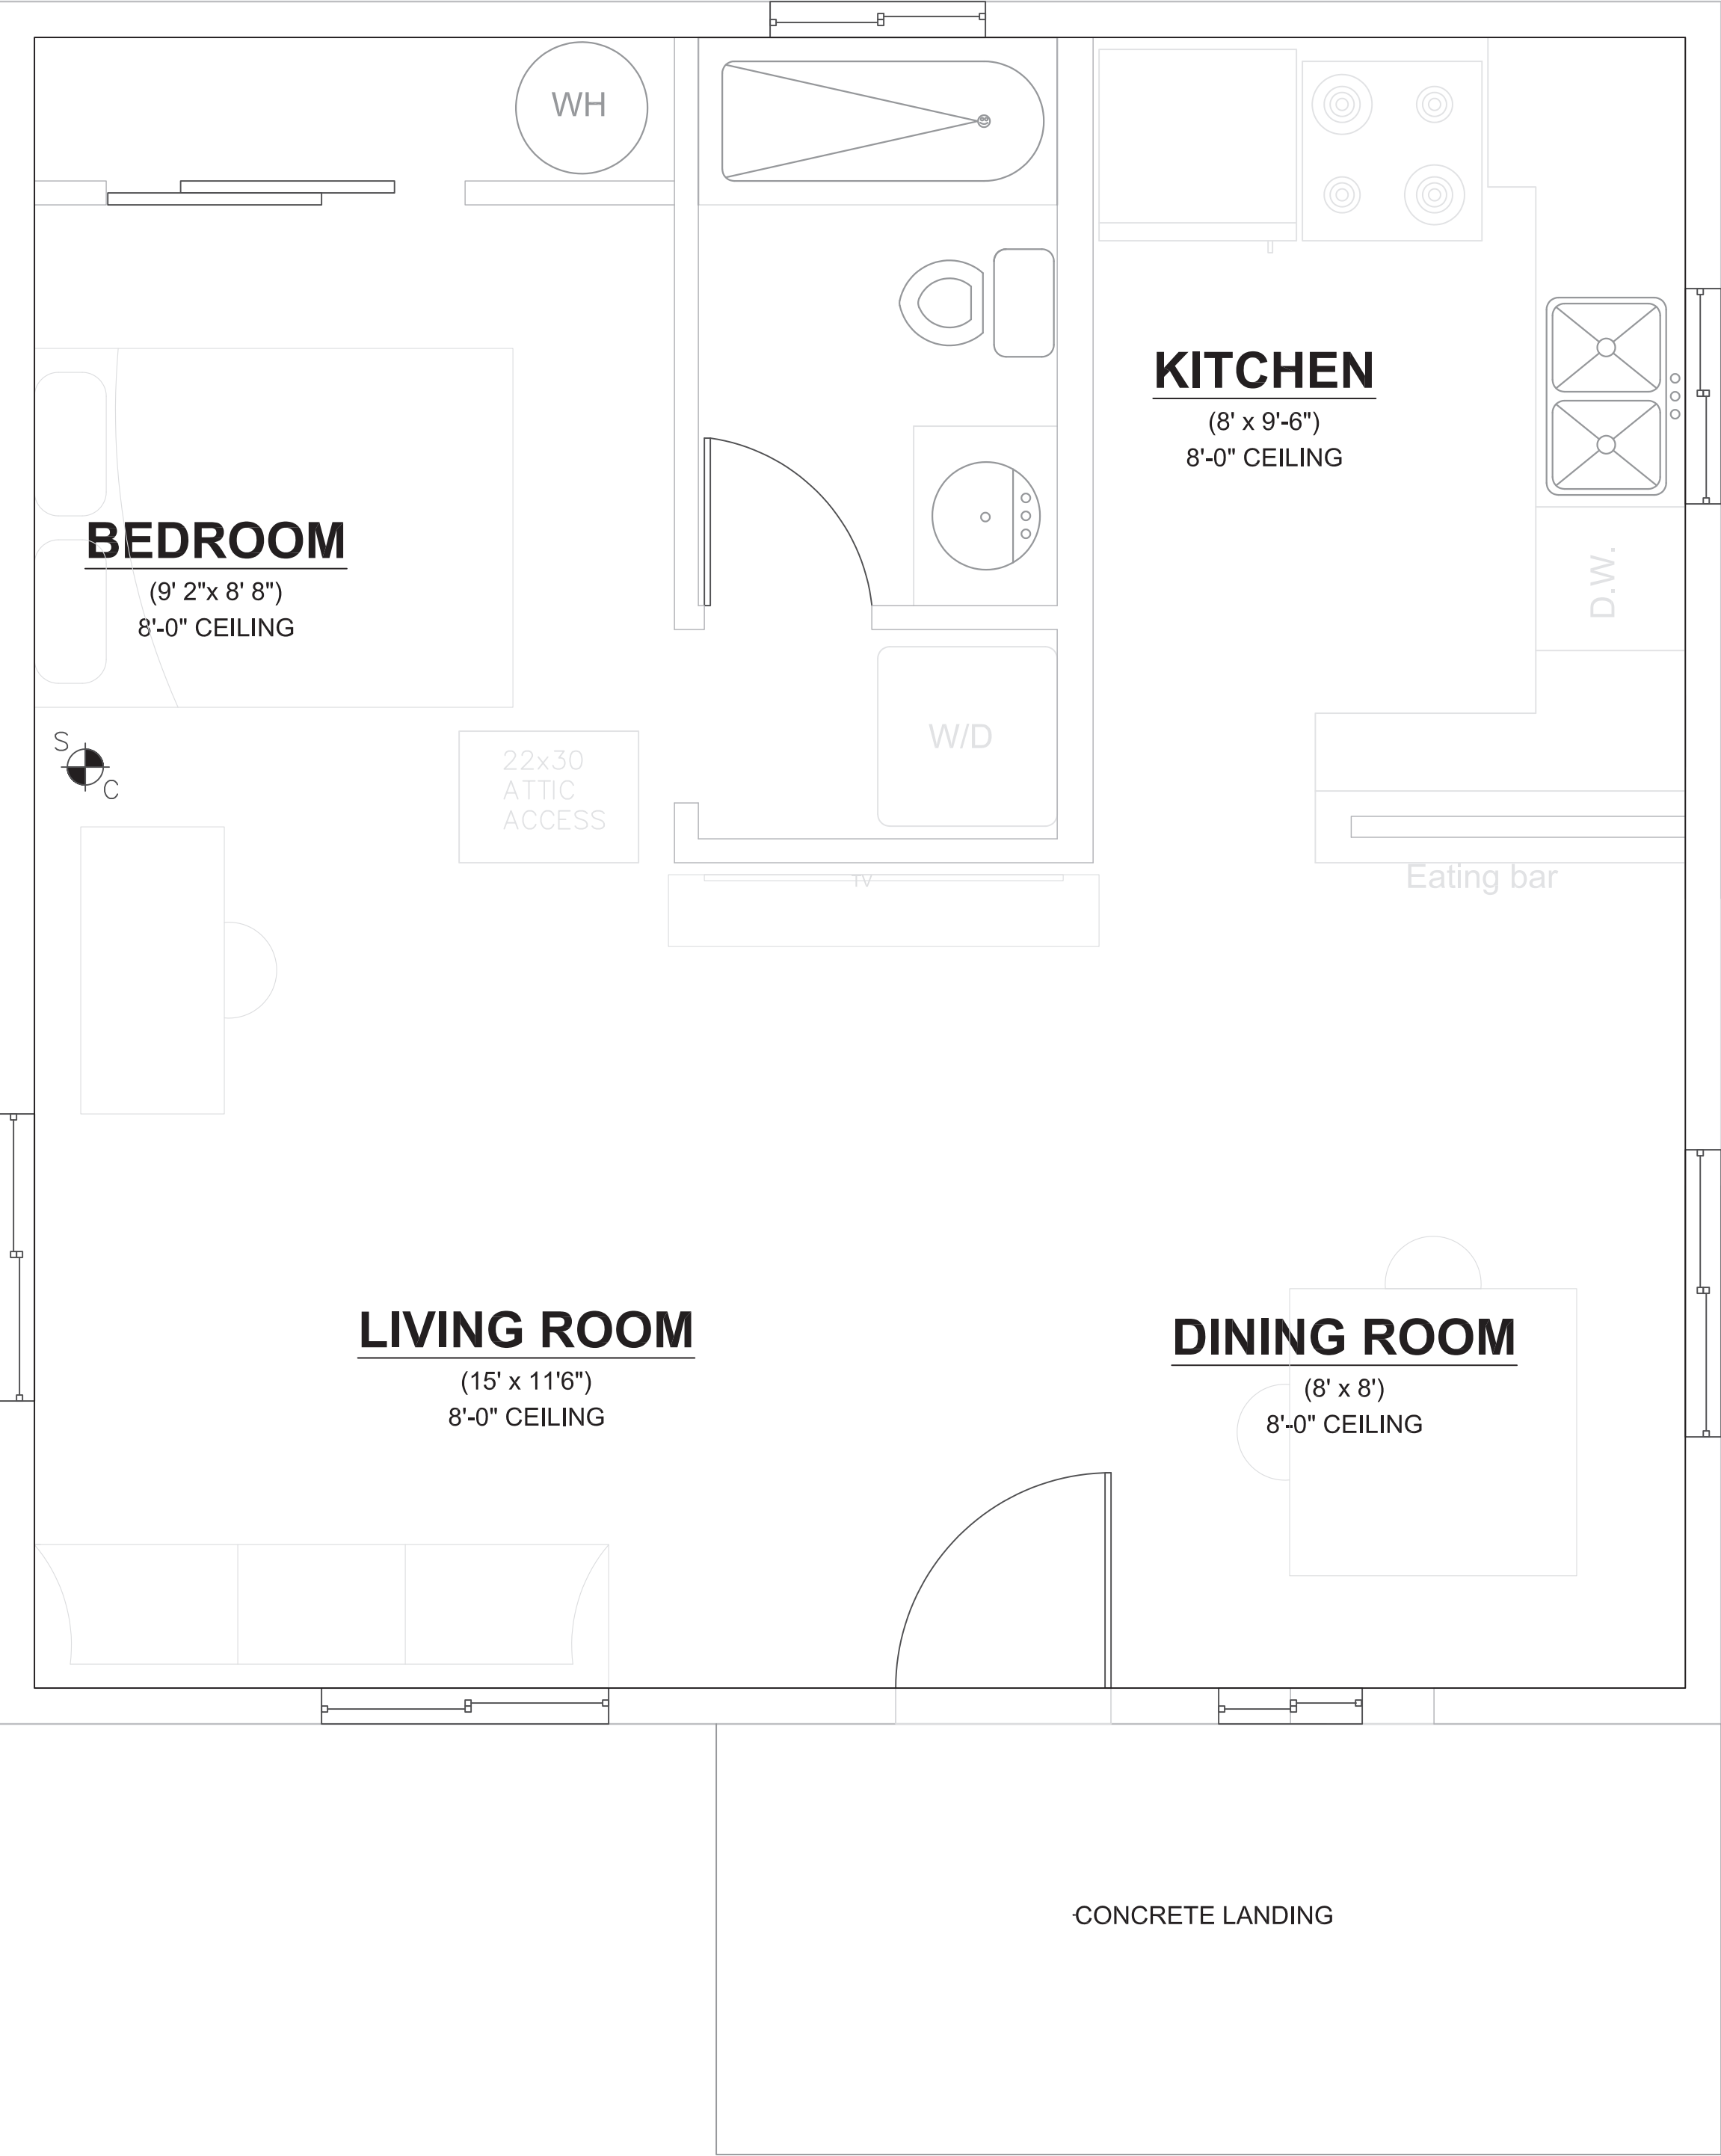 WH
KITCHEN
(8' x 9'-6")
8'-0" CEILING
BEDROOM
(9' 2"x 8' 8")
8'-0" CEILING
D.W.
W/D
S
C
22x30
ATTIC
ACCESS
TV
Eating bar
LIVING ROOM
(15' x 11'6")
8'-0" CEILING
DINING ROOM
(8' x 8')
8'-0" CEILING
-CONCRETE LANDING